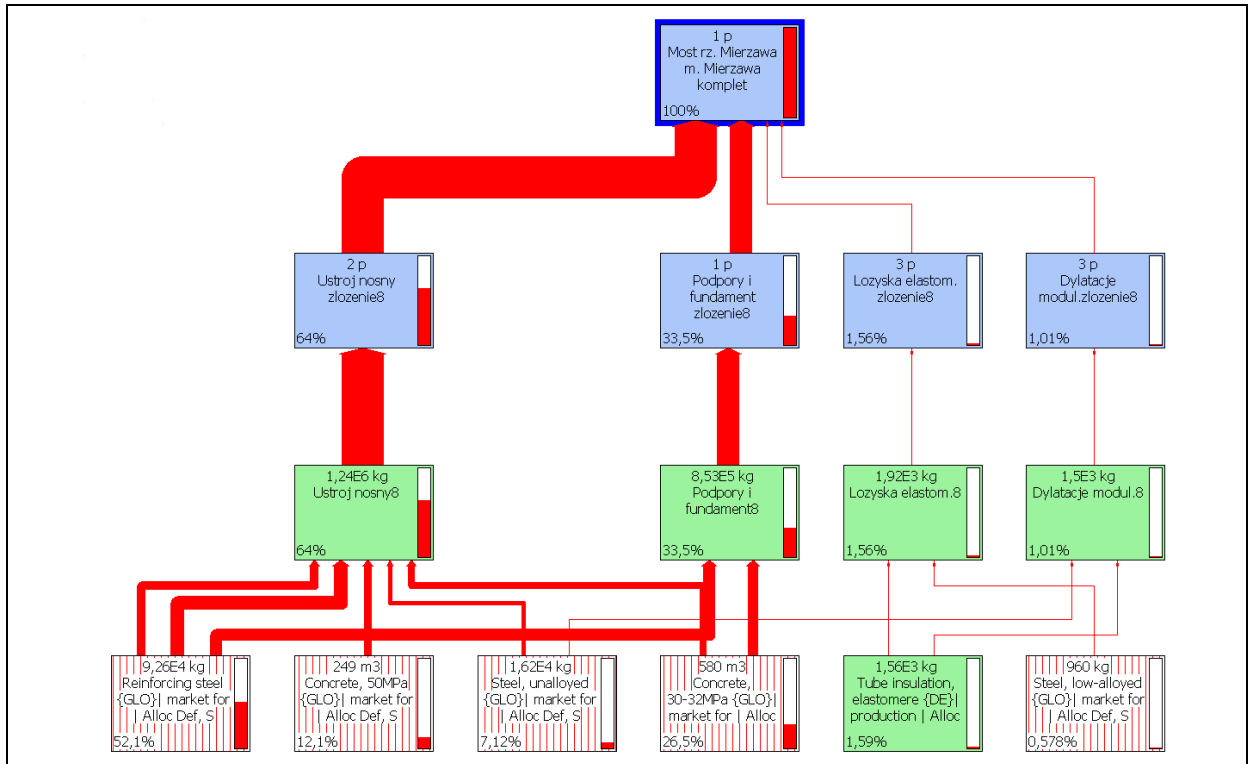 1 p
Most rz. Mierzawa
m. Mierzawa
komplet
100%
2 p
Ustroj nosny
zlozenie8
64%
1 p
Podpory i
fundament
zlozenie8
33,5%
3 p
Lozyska elastom.
zlozenie8
1,56%
3 p
Dylatacje
modul.zlozenie8
1,01%
1,24E6 kg
Ustroj nosny8
64%
8,53E5 kg
Podpory i
fundament8
33,5%
1,92E3 kg
Lozyska elastom.8
1,56%
1,5E3 kg
Dylatacje modul.8
1,01%
9,26E4 kg
Reinforcing steel
{GLO}| market for
| Alloc Def, S
52,1%
249 m3
Concrete, 50MPa
{GLO}| market for
| Alloc Def, S
12,1%
1,62E4 kg
Steel, unalloyed
{GLO}| market for
| Alloc Def, S
7,12%
580 m3
Concrete,
30-32MPa {GLO}|
market for | Alloc
26,5%
1,56E3 kg
Tube insulation,
elastomere {DE}|
production | Alloc
1,59%
960 kg
Steel, low-alloyed
{GLO}| market for
| Alloc Def, S
0,578%